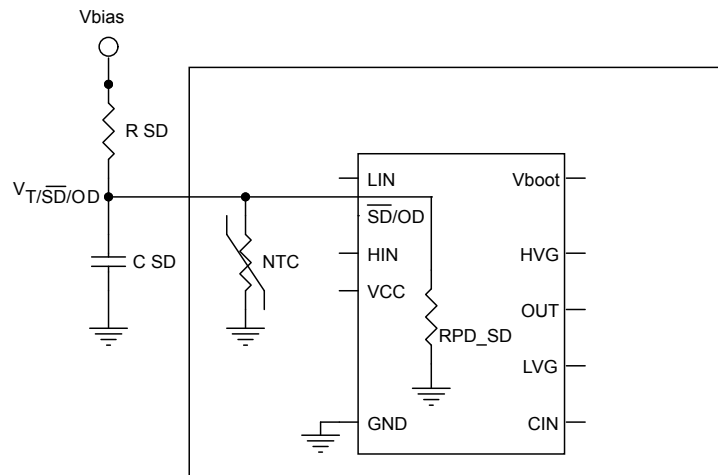 Vbias
R SD
VT/SD/OD
C SD
NTC
LIN
SD/OD
HIN
VCC
RPD_SD
GND
Vboot
HVG
OUT
LVG
CIN